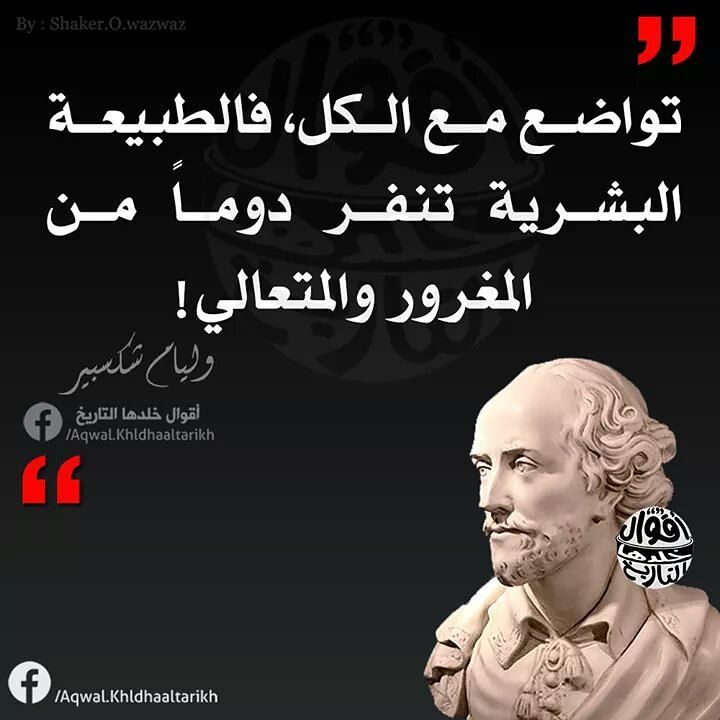 By : Shaker.O.wazwaz
تواضع مع الكل، فالطبيعة
البشرية تنفر دوماً من
المغرور والمتعالي!
وليام شكسبير
أقوال خلدها التاريخ
/Aqwal.Khldhaaltarikh
أقوال
خلدها
التاريخ
/Aqwal.Khldhaaltarikh